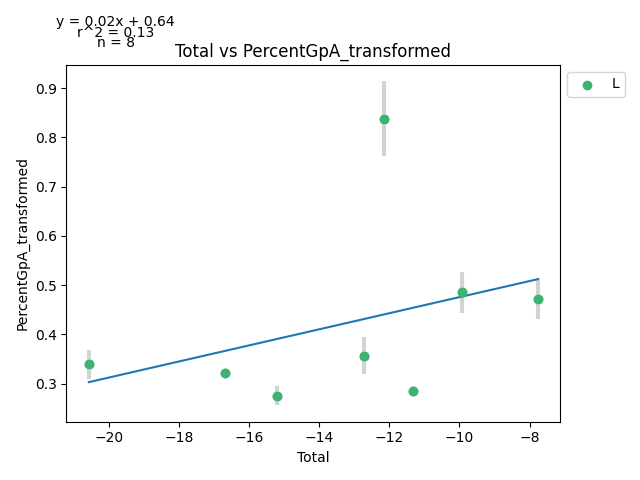 y = 0.02x + 0.64
r^2 = 0.13
n = 8
Total vs PercentGpA_transformed
L
PercentGpA_transformed
0.9
0.8
0.7
0.6
0.5
0.4
0.3
−20 −18 −16 −14 −12 −10 −8
Total